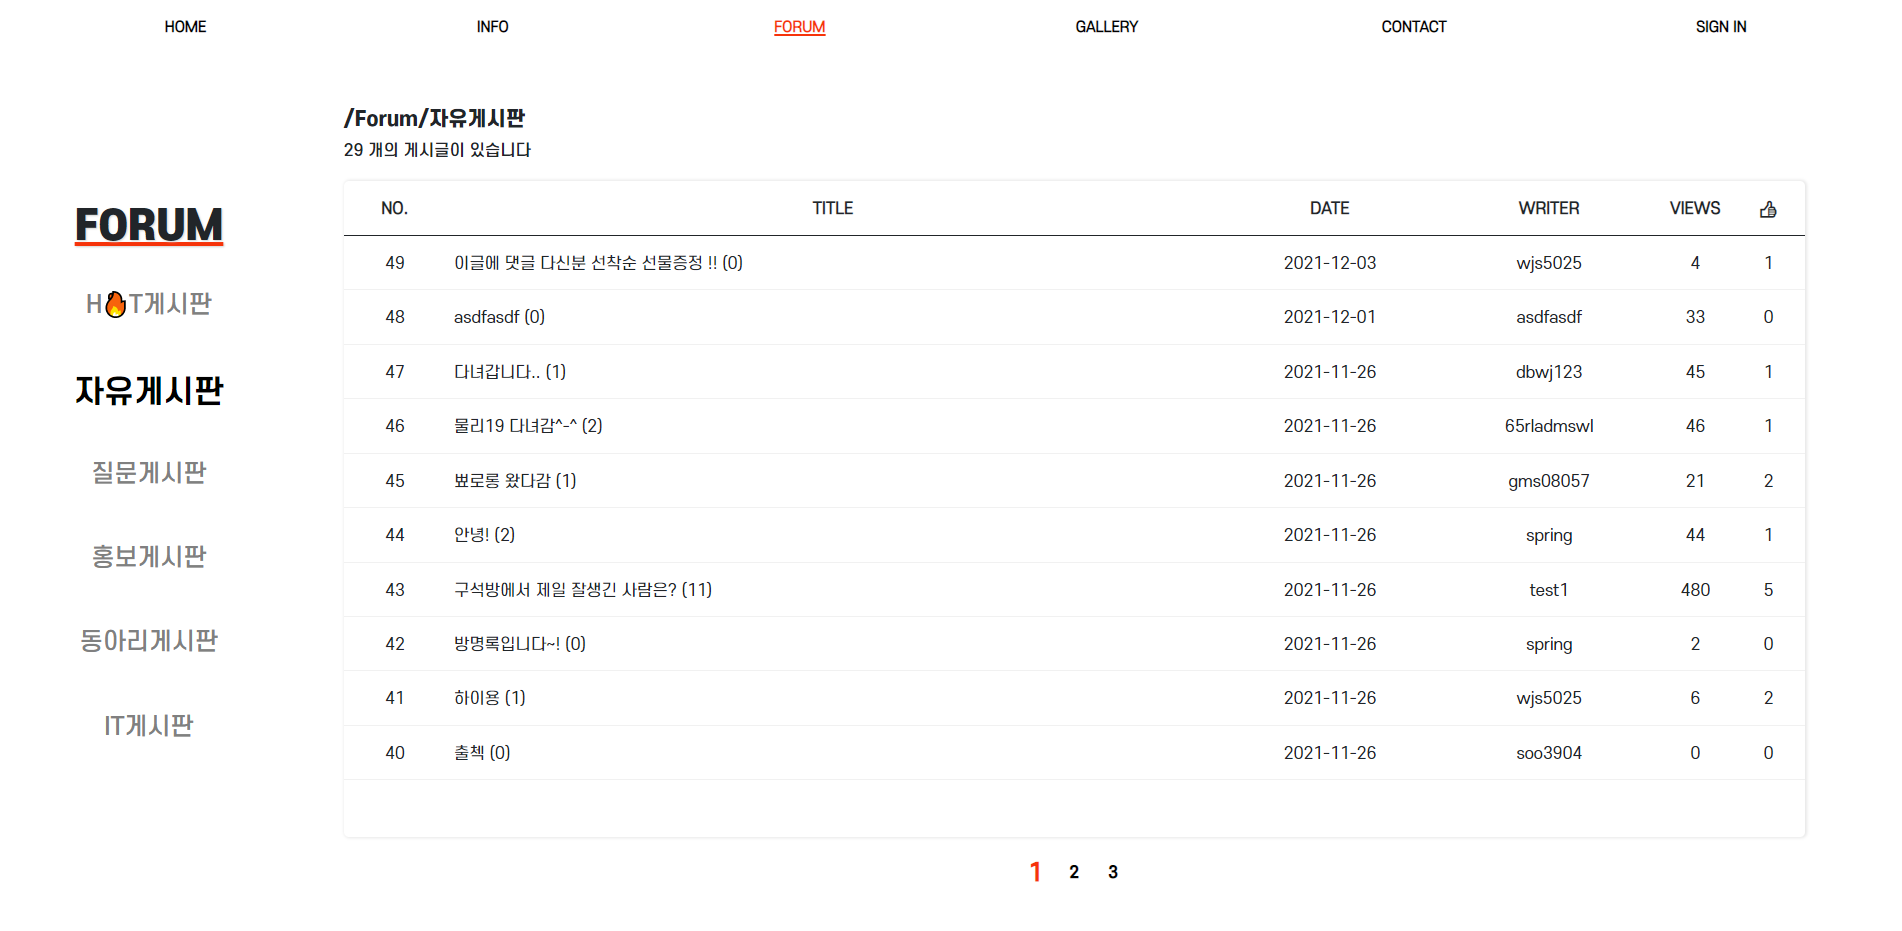 HOME INFO FORUM GALLERY CONTACT SIGN IN
/Forum/자유게시판
29 개의 게시글이 있습니다
FORUM
H🔥T게시판
자유게시판
질문게시판
홍보게시판
동아리게시판
IT게시판
NO. TITLE DATE WRITER VIEWS
49 이글에 댓글 다신분 선착순 선물증정 !! (0) 2021-12-03 wjs5025 4 1
48 asdfasdf (0) 2021-12-01 asdfasdf 33 0
47 다녀갑니다.. (1) 2021-11-26 dbwj123 45 1
46 물리19 다녀감^-^ (2) 2021-11-26 65rladmswl 46 1
45 뾰로롱 왔다감 (1) 2021-11-26 gms08057 21 2
44 안녕! (2) 2021-11-26 spring 44 1
43 구석방에서 제일 잘생긴 사람은? (11) 2021-11-26 test1 480 5
42 방명록입니다~! (0) 2021-11-26 spring 2 0
41 하이용 (1) 2021-11-26 wjs5025 6 2
40 출첵 (0) 2021-11-26 soo3904 0 0
1 2 3